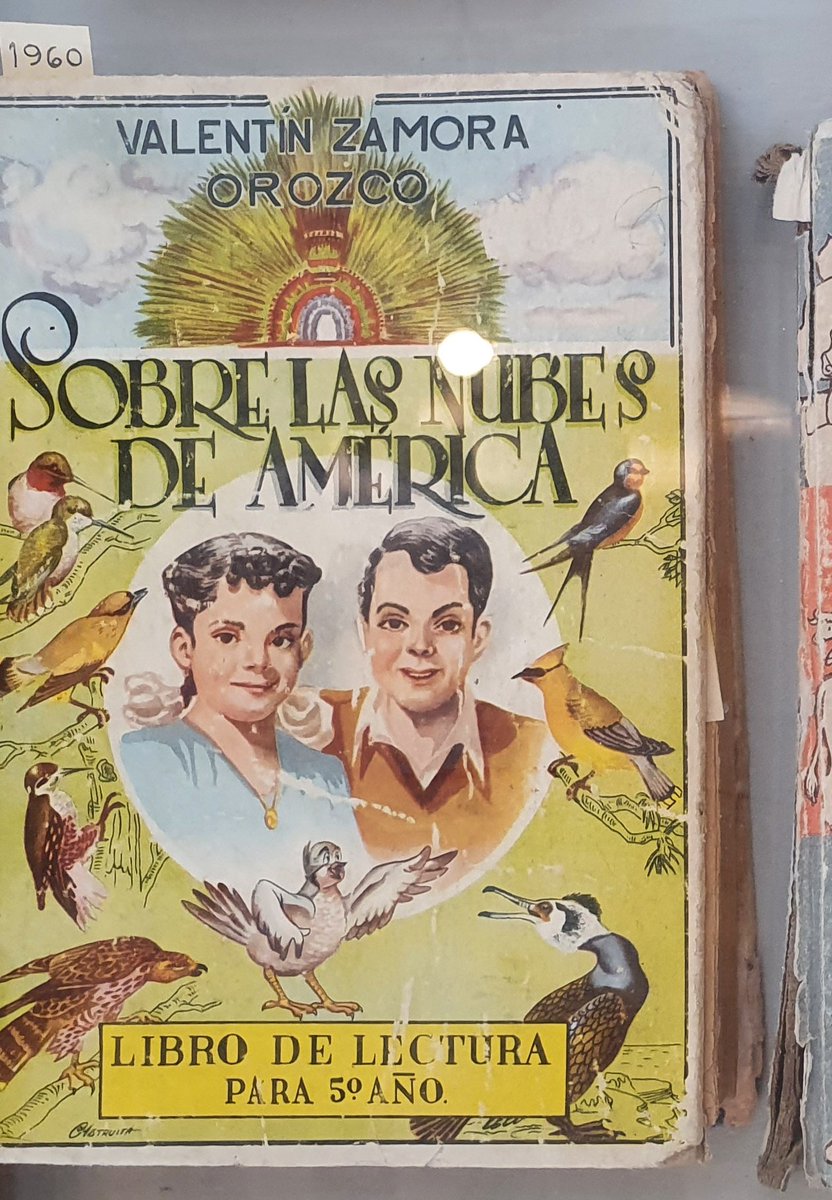 1960
VALENTÍN ZAMORA
OROZCO
SOBRE LAS NUBES
DE AMÉRICA
LIBRO DE LECTURA
PARA 5º AÑO.